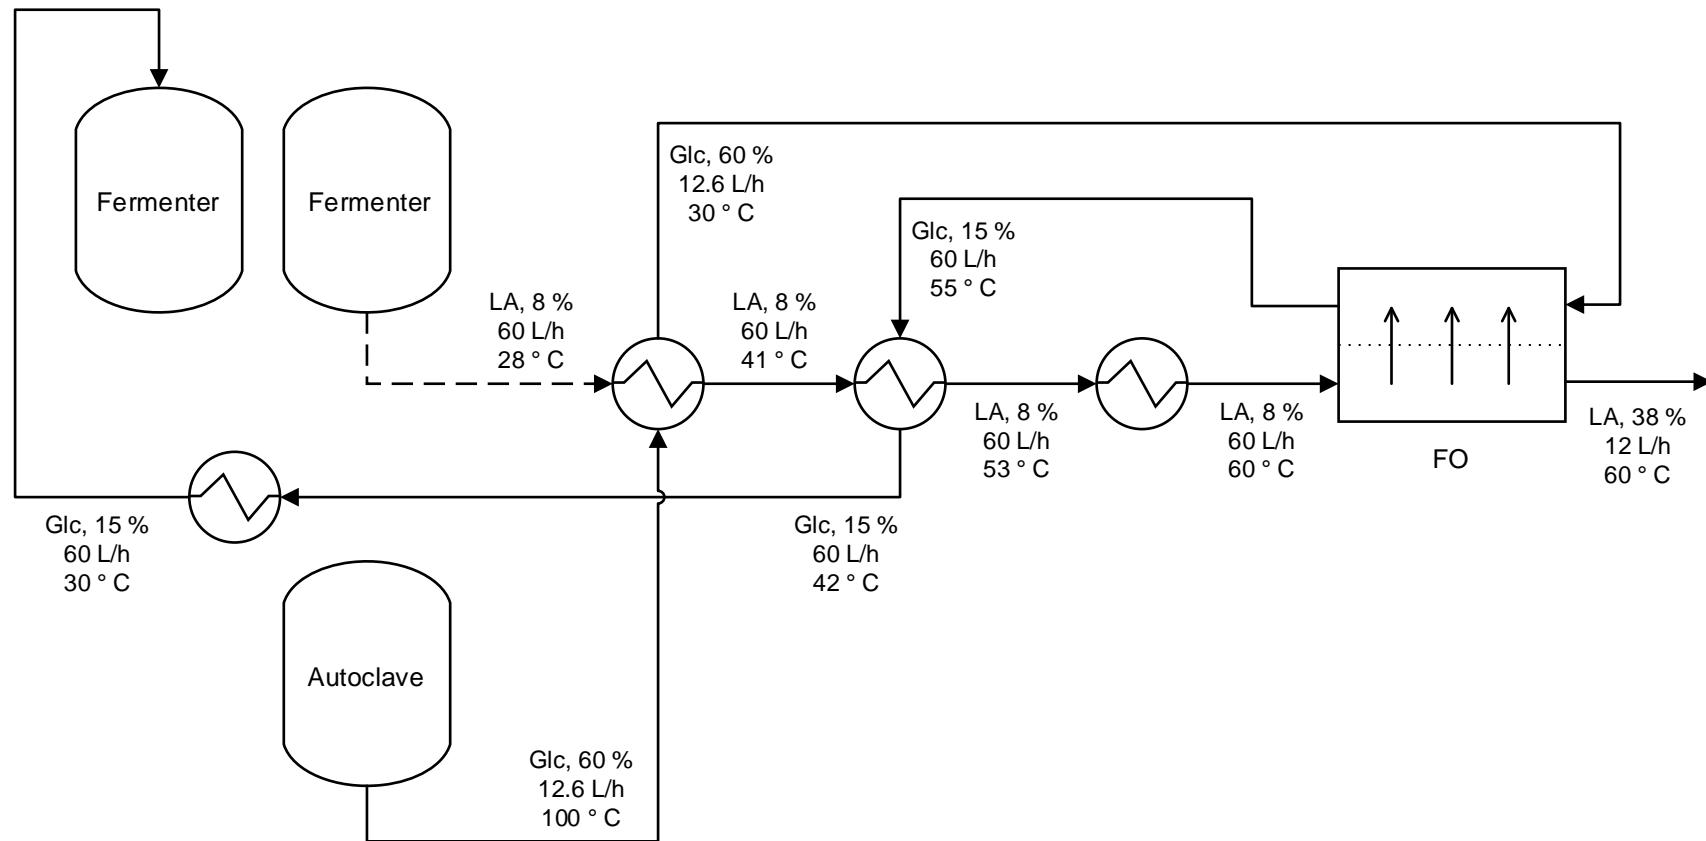 Fermenter
Fermenter
Glc, 60 %
12.6 L/h
30 ° C
Glc, 15 %
60 L/h
55 ° C
LA, 8 %
60 L/h
28 ° C
LA, 8 %
60 L/h
41 ° C
LA, 8 %
60 L/h
53 ° C
LA, 8 %
60 L/h
60 ° C
FO
LA, 38 %
12 L/h
60 ° C
Glc, 15 %
60 L/h
30 ° C
Glc, 15 %
60 L/h
42 ° C
Autoclave
Glc, 60 %
12.6 L/h
100 ° C